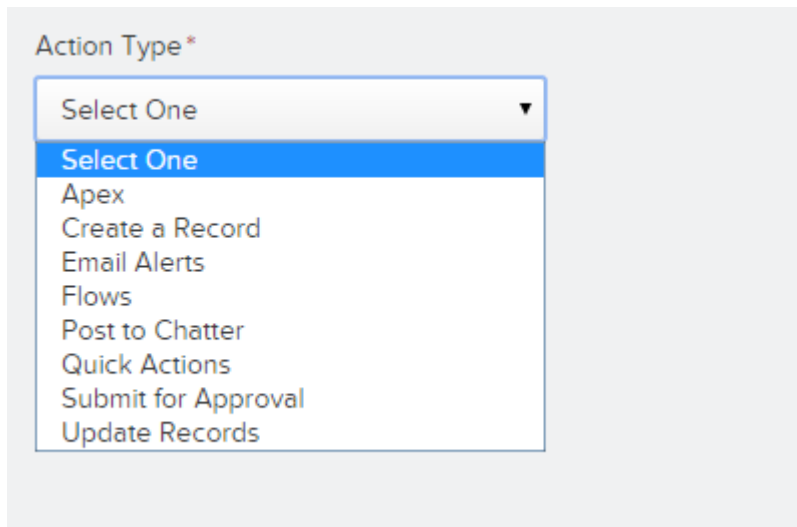 Action Type*
Select One
Select One
Apex
Create a Record
Email Alerts
Flows
Post to Chatter
Quick Actions
Submit for Approval
Update Records